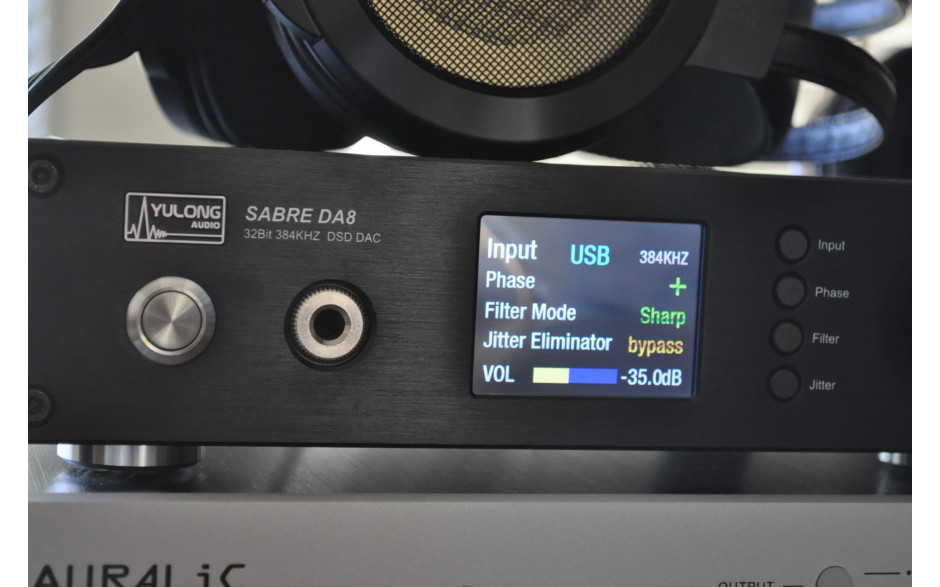 YULONG
AUDIO
SABRE DA8
32Bit 384KHZ DSD DAC
Input USB 384KHZ
Phase +
Filter Mode Sharp
Jitter Eliminator bypass
VOL -35.0dB
Input
Phase
Filter
Jitter
AURALiC
OUTPUT